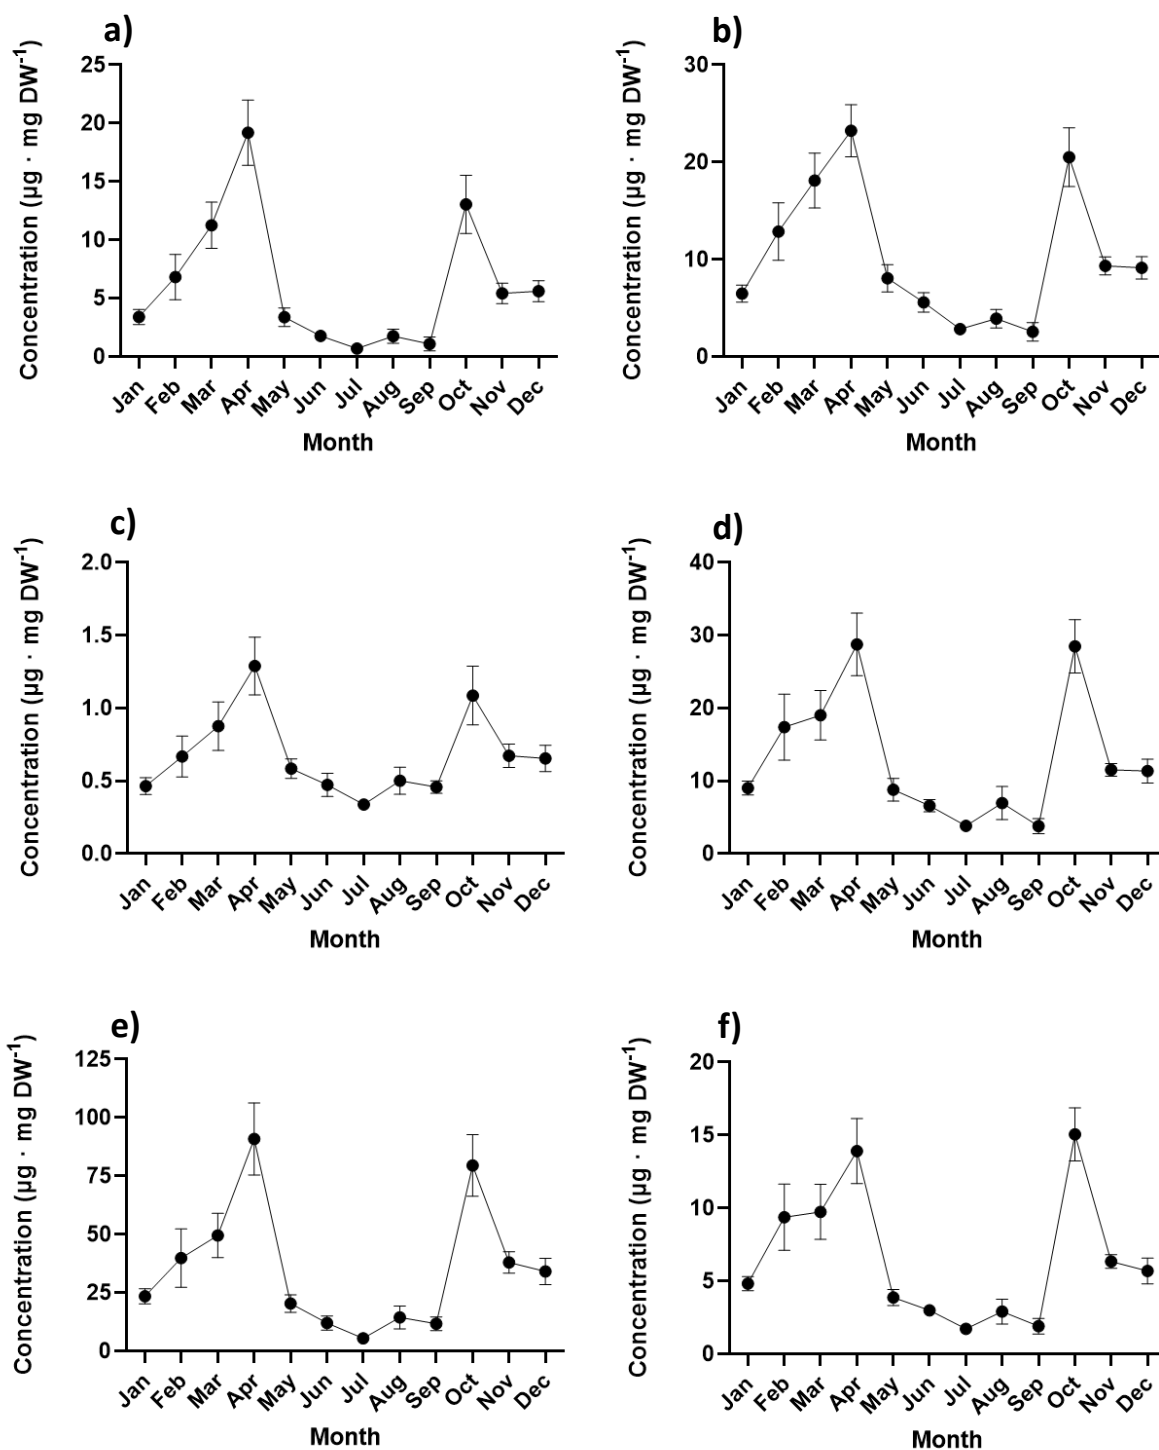 a)
Concentration (µg · mg DW⁻¹)
25
20
15
10
5
0
Jan Feb Mar Apr May Jun Jul Aug Sep Oct Nov Dec
Month
b)
Concentration (µg · mg DW⁻¹)
30
20
10
0
Jan Feb Mar Apr May Jun Jul Aug Sep Oct Nov Dec
Month
c)
Concentration (µg · mg DW⁻¹)
2.0
1.5
1.0
0.5
0.0
Jan Feb Mar Apr May Jun Jul Aug Sep Oct Nov Dec
Month
d)
Concentration (µg · mg DW⁻¹)
40
30
20
10
0
Jan Feb Mar Apr May Jun Jul Aug Sep Oct Nov Dec
Month
e)
Concentration (µg · mg DW⁻¹)
125
100
75
50
25
0
Jan Feb Mar Apr May Jun Jul Aug Sep Oct Nov Dec
Month
f)
Concentration (µg · mg DW⁻¹)
20
15
10
5
0
Jan Feb Mar Apr May Jun Jul Aug Sep Oct Nov Dec
Month